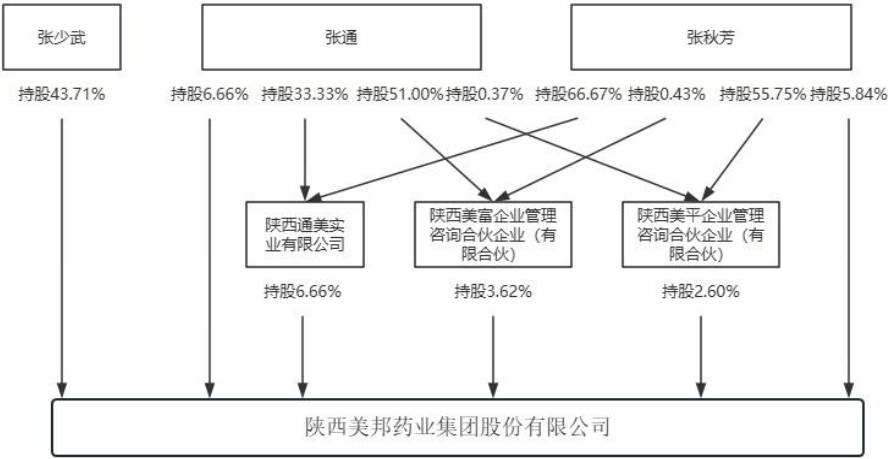 张少武
张通
张秋芳
持股43.71%
持股6.66%
持股33.33%
持股51.00%
持股0.37%
持股66.67%
持股0.43%
持股55.75%
持股5.84%
陕西通美实
业有限公司
陕西美富企业管理
咨询合伙企业（有
限合伙）
陕西美平企业管理
咨询合伙企业（有
限合伙）
持股6.66%
持股3.62%
持股2.60%
陕西美邦药业集团股份有限公司